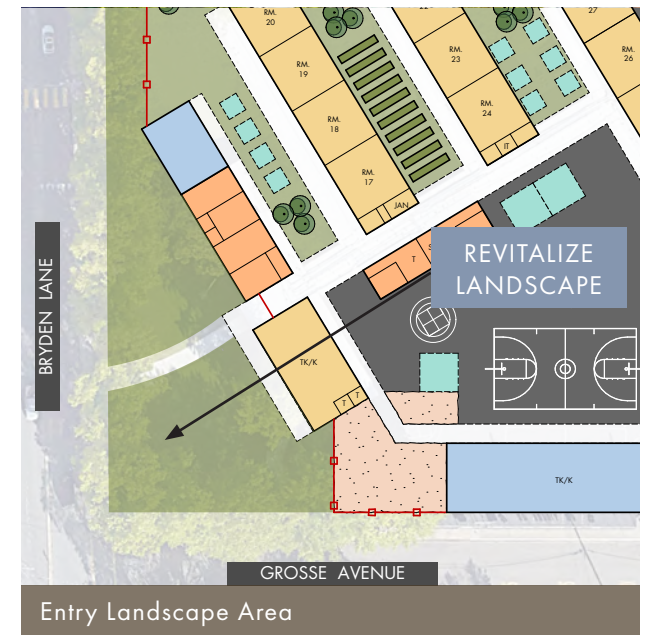 RM.
20
22
27
RM.
19
RM.
23
RM.
26
RM.
18
RM.
24
IT
RM.
17
JAN
T
S
REVITALIZE
LANDSCAPE
BRYDEN LANE
TK/K
T
T
TK/K
GROSSE AVENUE
Entry Landscape Area